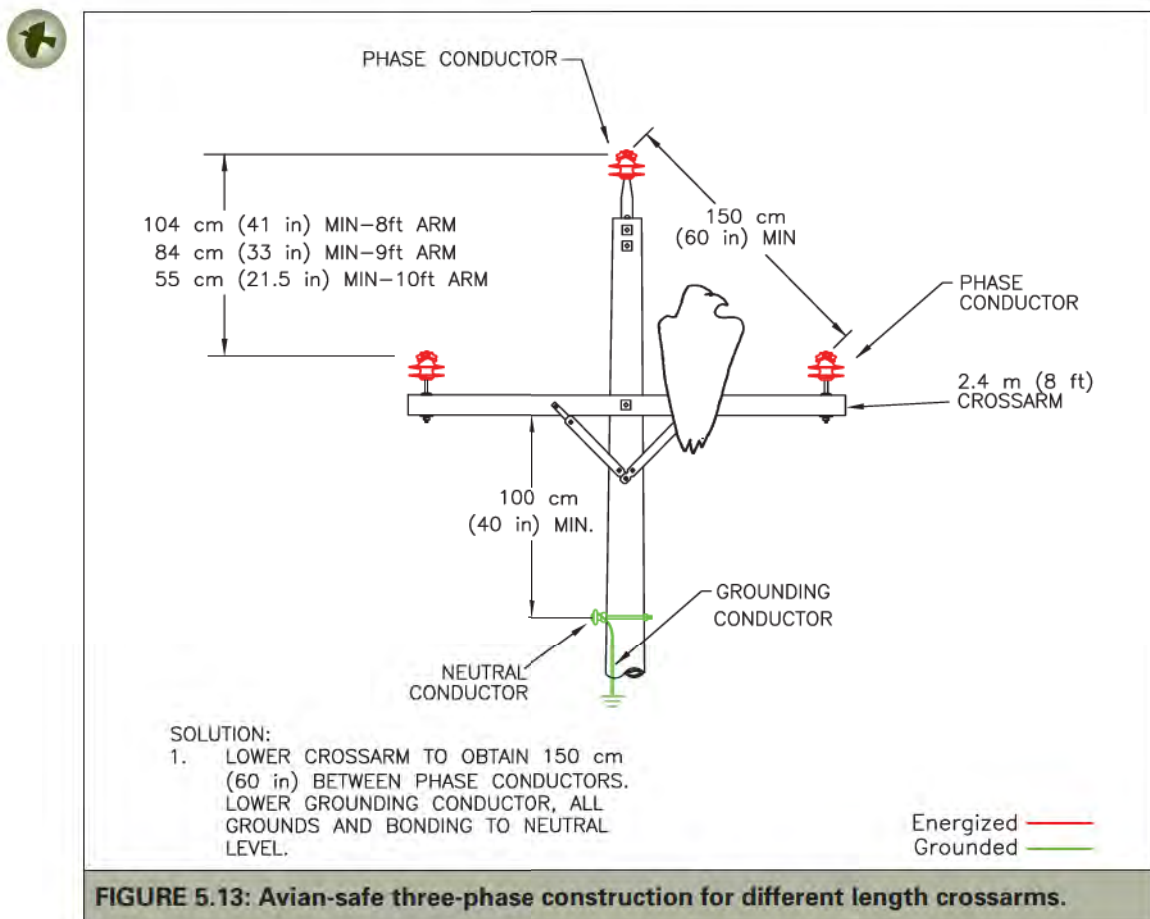 PHASE CONDUCTOR
104 cm (41 in) MIN–8ft ARM
84 cm (33 in) MIN–9ft ARM
55 cm (21.5 in) MIN–10ft ARM
150 cm
(60 in) MIN
PHASE
CONDUCTOR
2.4 m (8 ft)
CROSSARM
100 cm
(40 in) MIN.
GROUNDING
CONDUCTOR
NEUTRAL
CONDUCTOR
SOLUTION:
1. LOWER CROSSARM TO OBTAIN 150 cm
(60 in) BETWEEN PHASE CONDUCTORS.
LOWER GROUNDING CONDUCTOR, ALL
GROUNDS AND BONDING TO NEUTRAL
LEVEL.
Energized
Grounded
FIGURE 5.13: Avian-safe three-phase construction for different length crossarms.